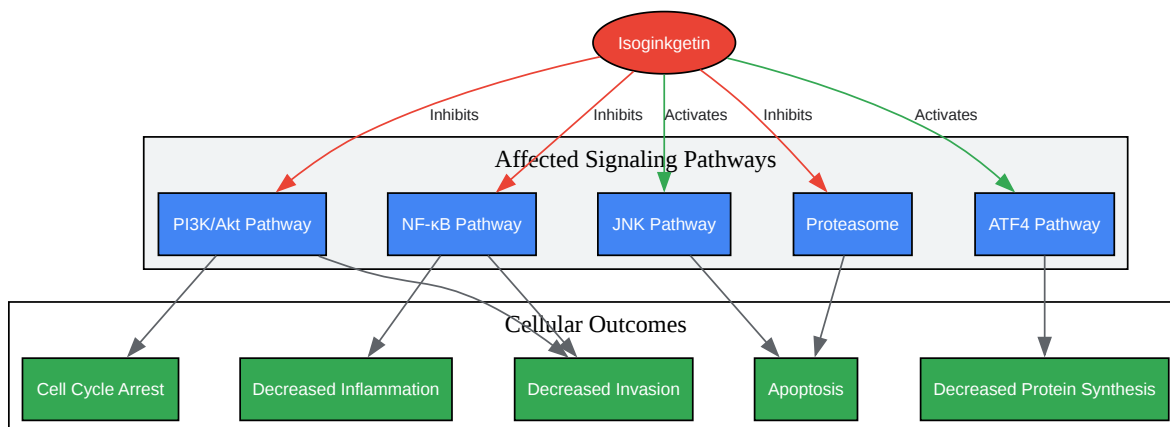 Isoginkgetin
Inhibits
Inhibits
Activates
Inhibits
Activates
Affected Signaling Pathways
PI3K/Akt Pathway
NF-κB Pathway
JNK Pathway
Proteasome
ATF4 Pathway
Cellular Outcomes
Cell Cycle Arrest
Decreased Inflammation
Decreased Invasion
Apoptosis
Decreased Protein Synthesis